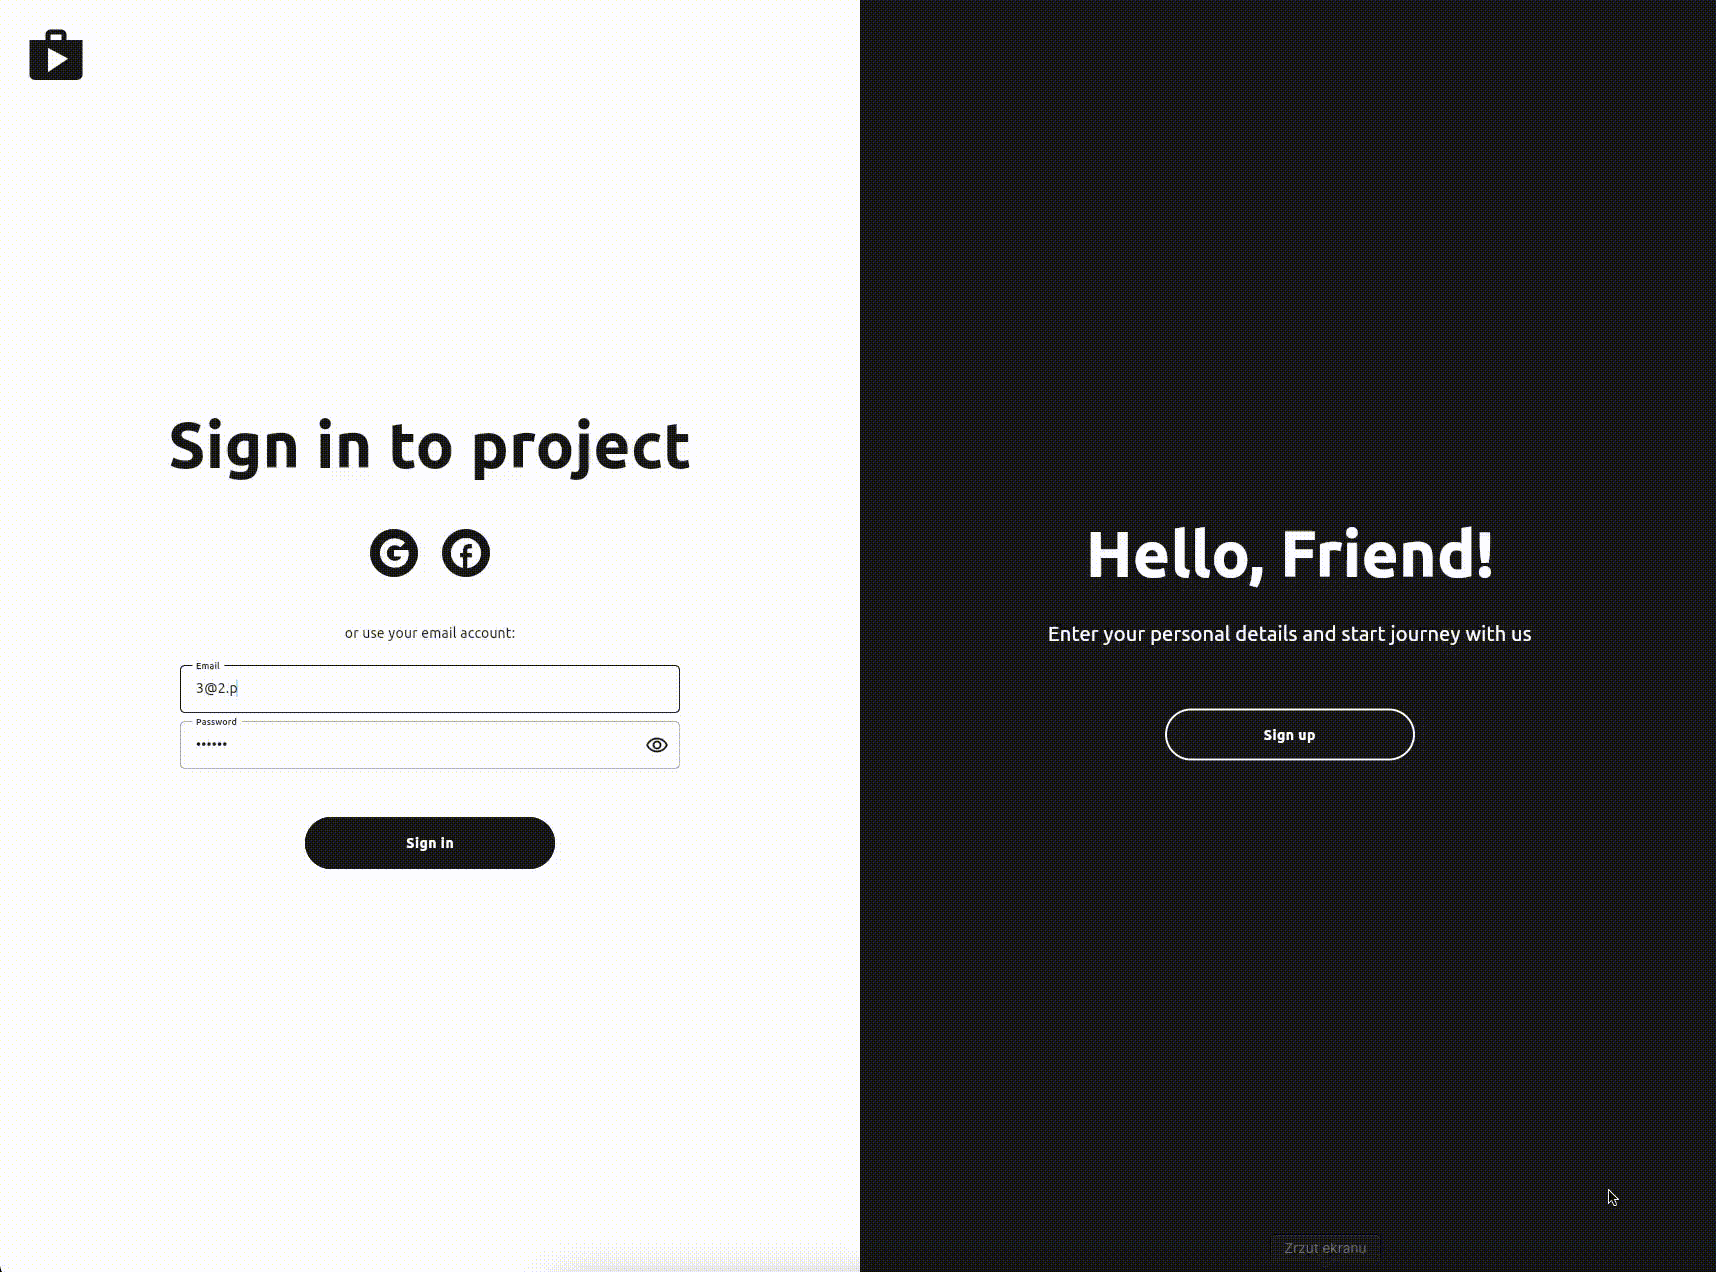 Sign in to project
or use your email account:
Email
3@2.p
Password
••••••
Sign in
Hello, Friend!
Enter your personal details and start journey with us
Sign up
Zrzut ekranu